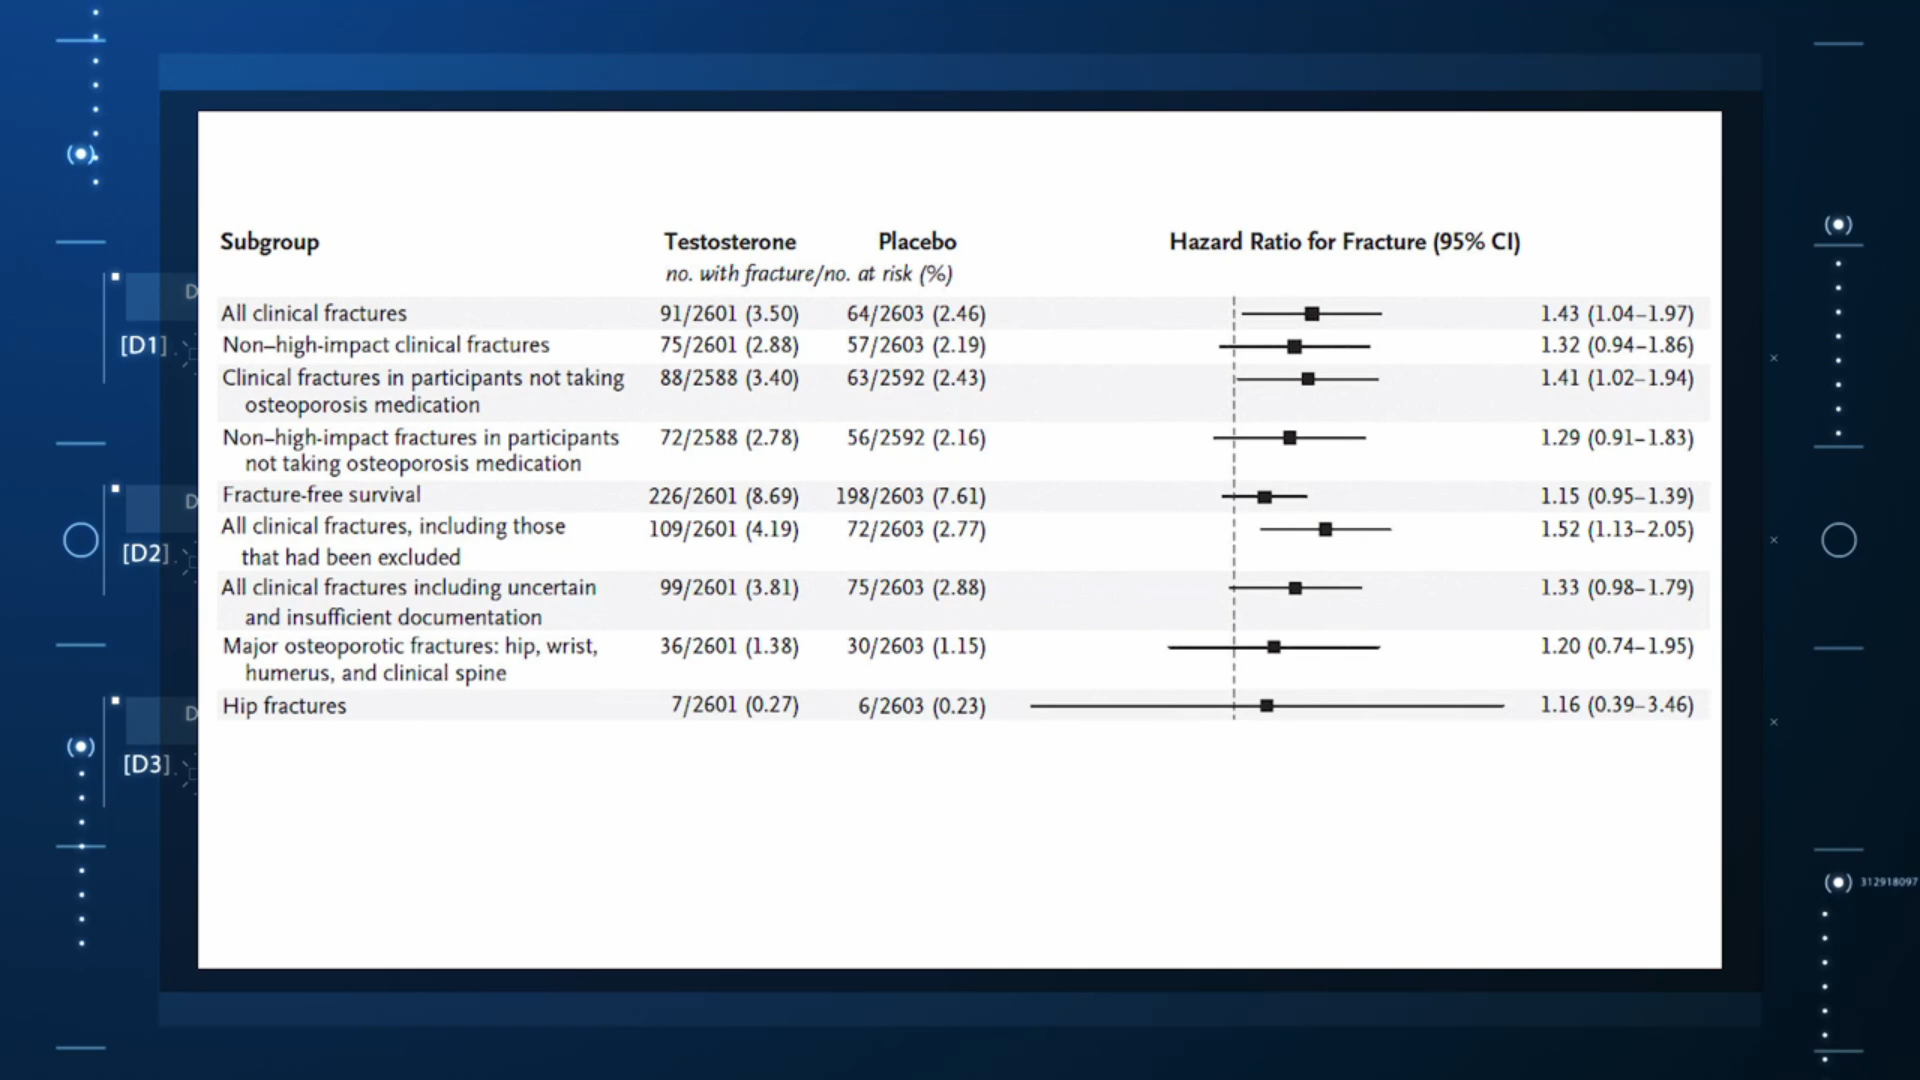 Subgroup Testosterone Placebo Hazard Ratio for Fracture (95% CI)
no. with fracture/no. at risk (%)
All clinical fractures 91/2601 (3.50) 64/2603 (2.46) 1.43 (1.04–1.97)
Non–high-impact clinical fractures 75/2601 (2.88) 57/2603 (2.19) 1.32 (0.94–1.86)
Clinical fractures in participants not taking 88/2588 (3.40) 63/2592 (2.43) 1.41 (1.02–1.94)
osteoporosis medication
Non–high-impact fractures in participants 72/2588 (2.78) 56/2592 (2.16) 1.29 (0.91–1.83)
not taking osteoporosis medication
Fracture-free survival 226/2601 (8.69) 198/2603 (7.61) 1.15 (0.95–1.39)
All clinical fractures, including those 109/2601 (4.19) 72/2603 (2.77) 1.52 (1.13–2.05)
that had been excluded
All clinical fractures including uncertain 99/2601 (3.81) 75/2603 (2.88) 1.33 (0.98–1.79)
and insufficient documentation
Major osteoporotic fractures: hip, wrist, 36/2601 (1.38) 30/2603 (1.15) 1.20 (0.74–1.95)
humerus, and clinical spine
Hip fractures 7/2601 (0.27) 6/2603 (0.23) 1.16 (0.39–3.46)
D
[D1]
D
[D2]
D
[D3]
312918097